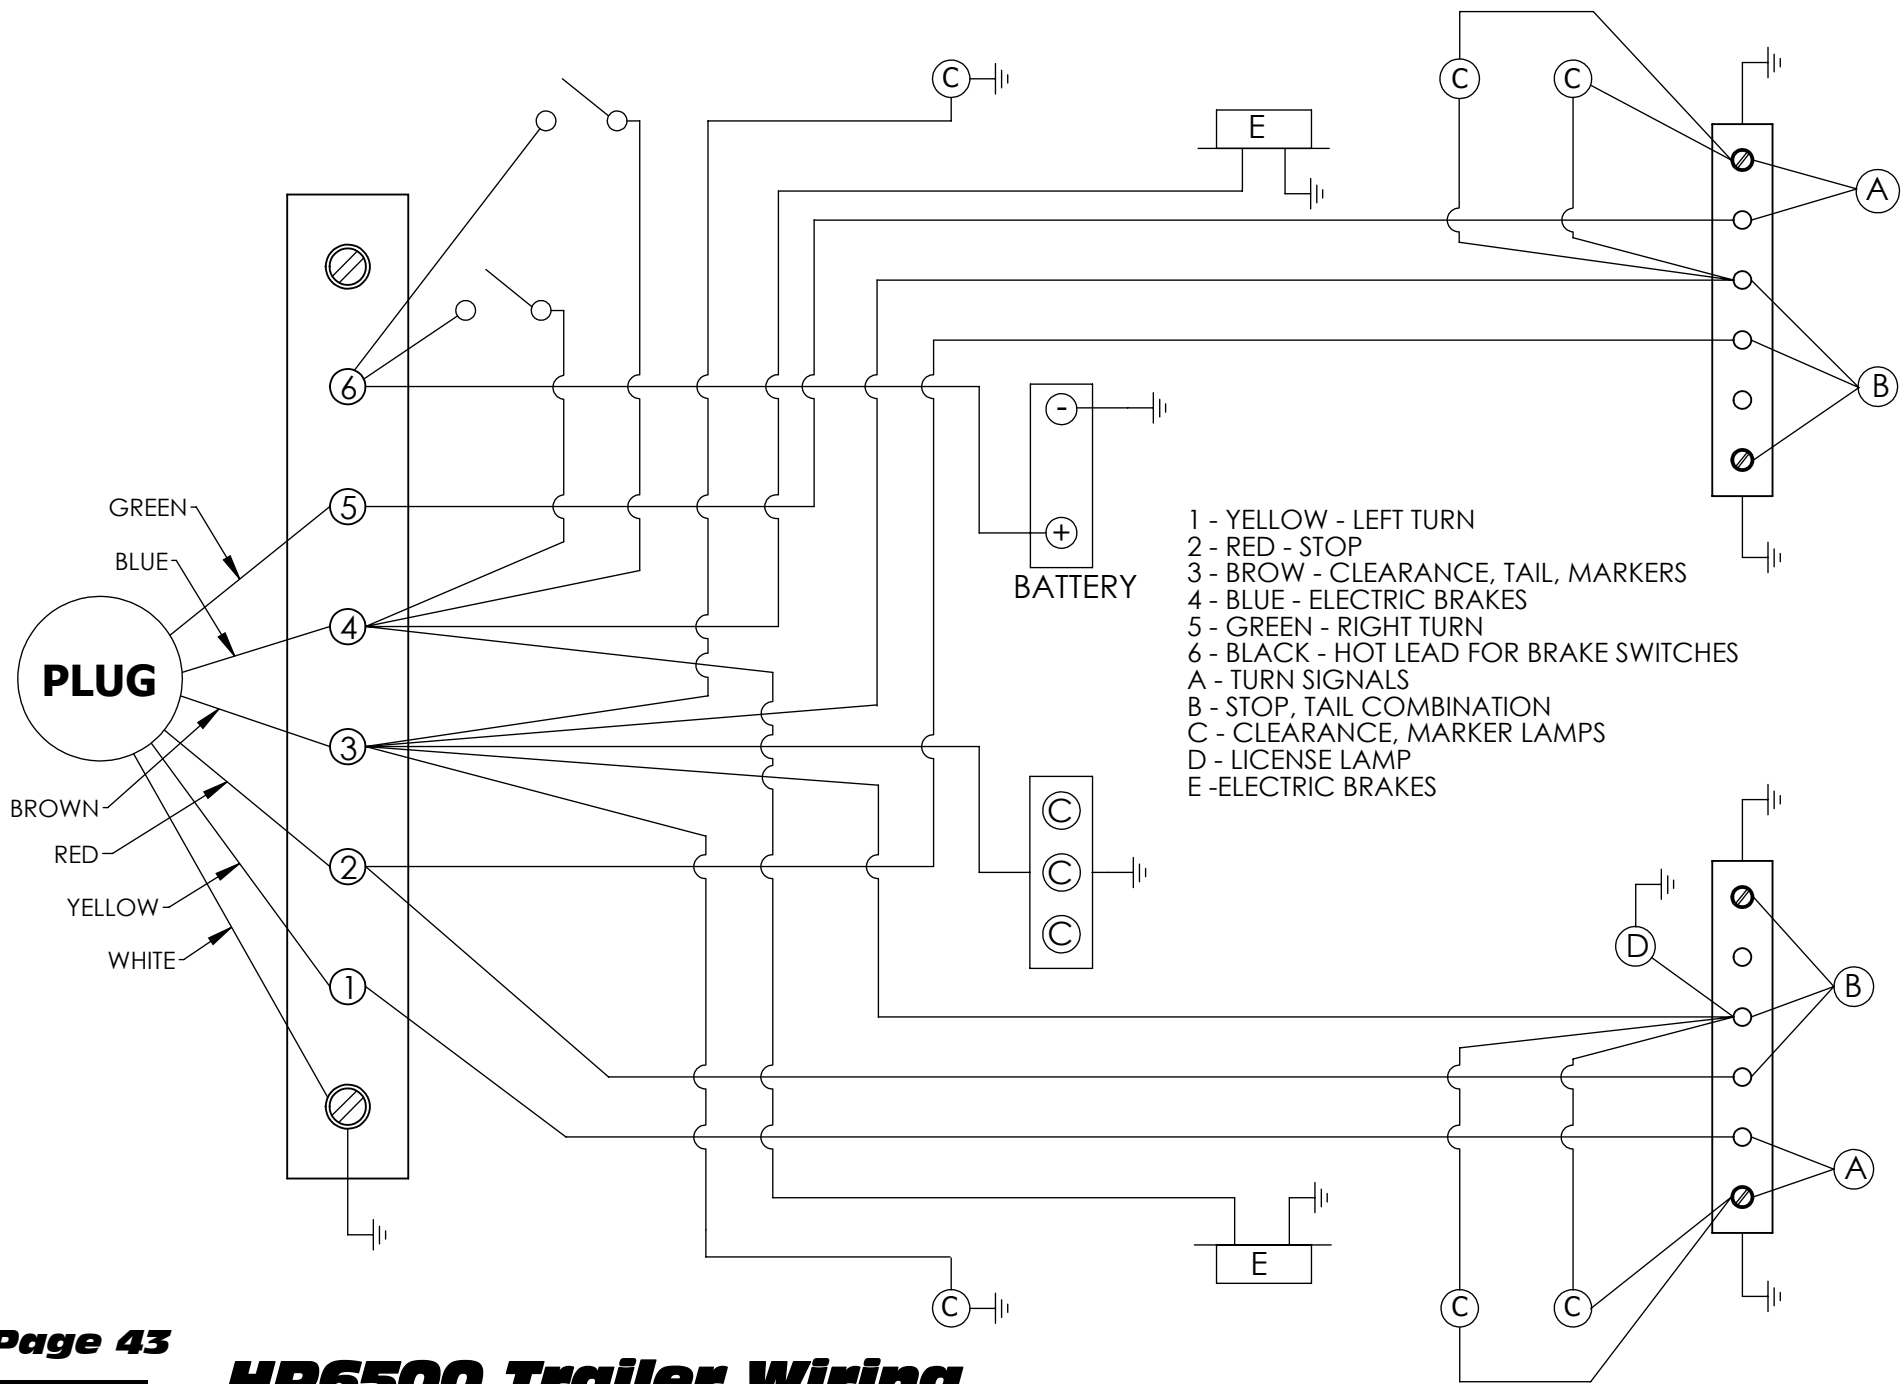 C
C
C
E
A
6
-
B
5
+
GREEN
BLUE
BATTERY
1 - YELLOW - LEFT TURN
2 - RED - STOP
3 - BROW - CLEARANCE, TAIL, MARKERS
4 - BLUE - ELECTRIC BRAKES
5 - GREEN - RIGHT TURN
6 - BLACK - HOT LEAD FOR BRAKE SWITCHES
A - TURN SIGNALS
B - STOP, TAIL COMBINATION
C - CLEARANCE, MARKER LAMPS
D - LICENSE LAMP
E -ELECTRIC BRAKES
4
PLUG
3
BROWN
RED
YELLOW
WHITE
2
1
C
C
C
D
B
A
E
C
C
C
Page 43
HP6500 Trailer Wiring